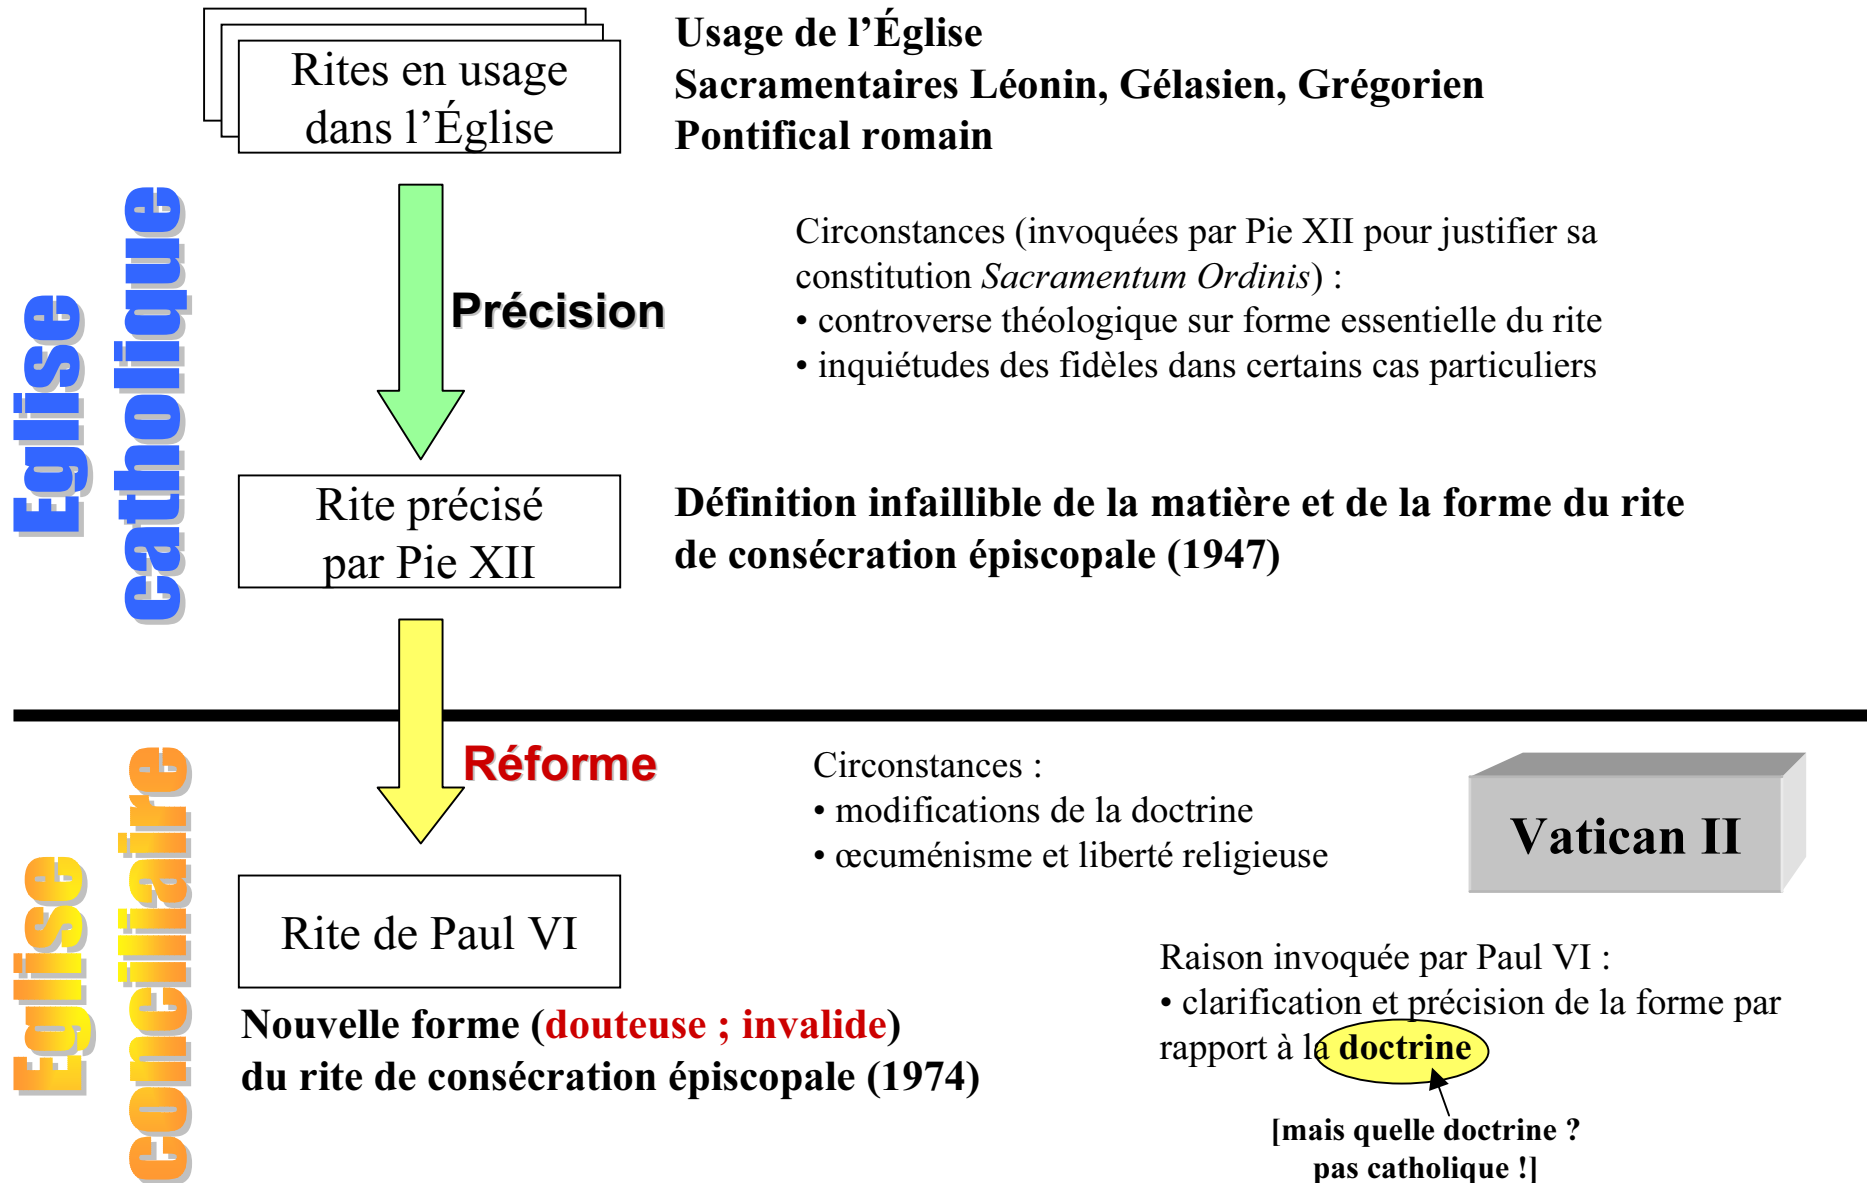 Rites en usage
dans l’Église
Usage de l’Église
Sacramentaires Léonin, Gélasien, Grégorien
Pontifical romain
Eglise
catholique
Précision
Circonstances (invoquées par Pie XII pour justifier sa
constitution Sacramentum Ordinis) :
• controverse théologique sur forme essentielle du rite
• inquiétudes des fidèles dans certains cas particuliers
Rite précisé
par Pie XII
Définition infaillible de la matière et de la forme du rite
de consécration épiscopale (1947)
Eglise
conciliaire
Réforme
Circonstances :
• modifications de la doctrine
• œcuménisme et liberté religieuse
Vatican II
Rite de Paul VI
Nouvelle forme (douteuse ; invalide)
du rite de consécration épiscopale (1974)
Raison invoquée par Paul VI :
• clarification et précision de la forme par
rapport à la doctrine
[mais quelle doctrine ?
pas catholique !]